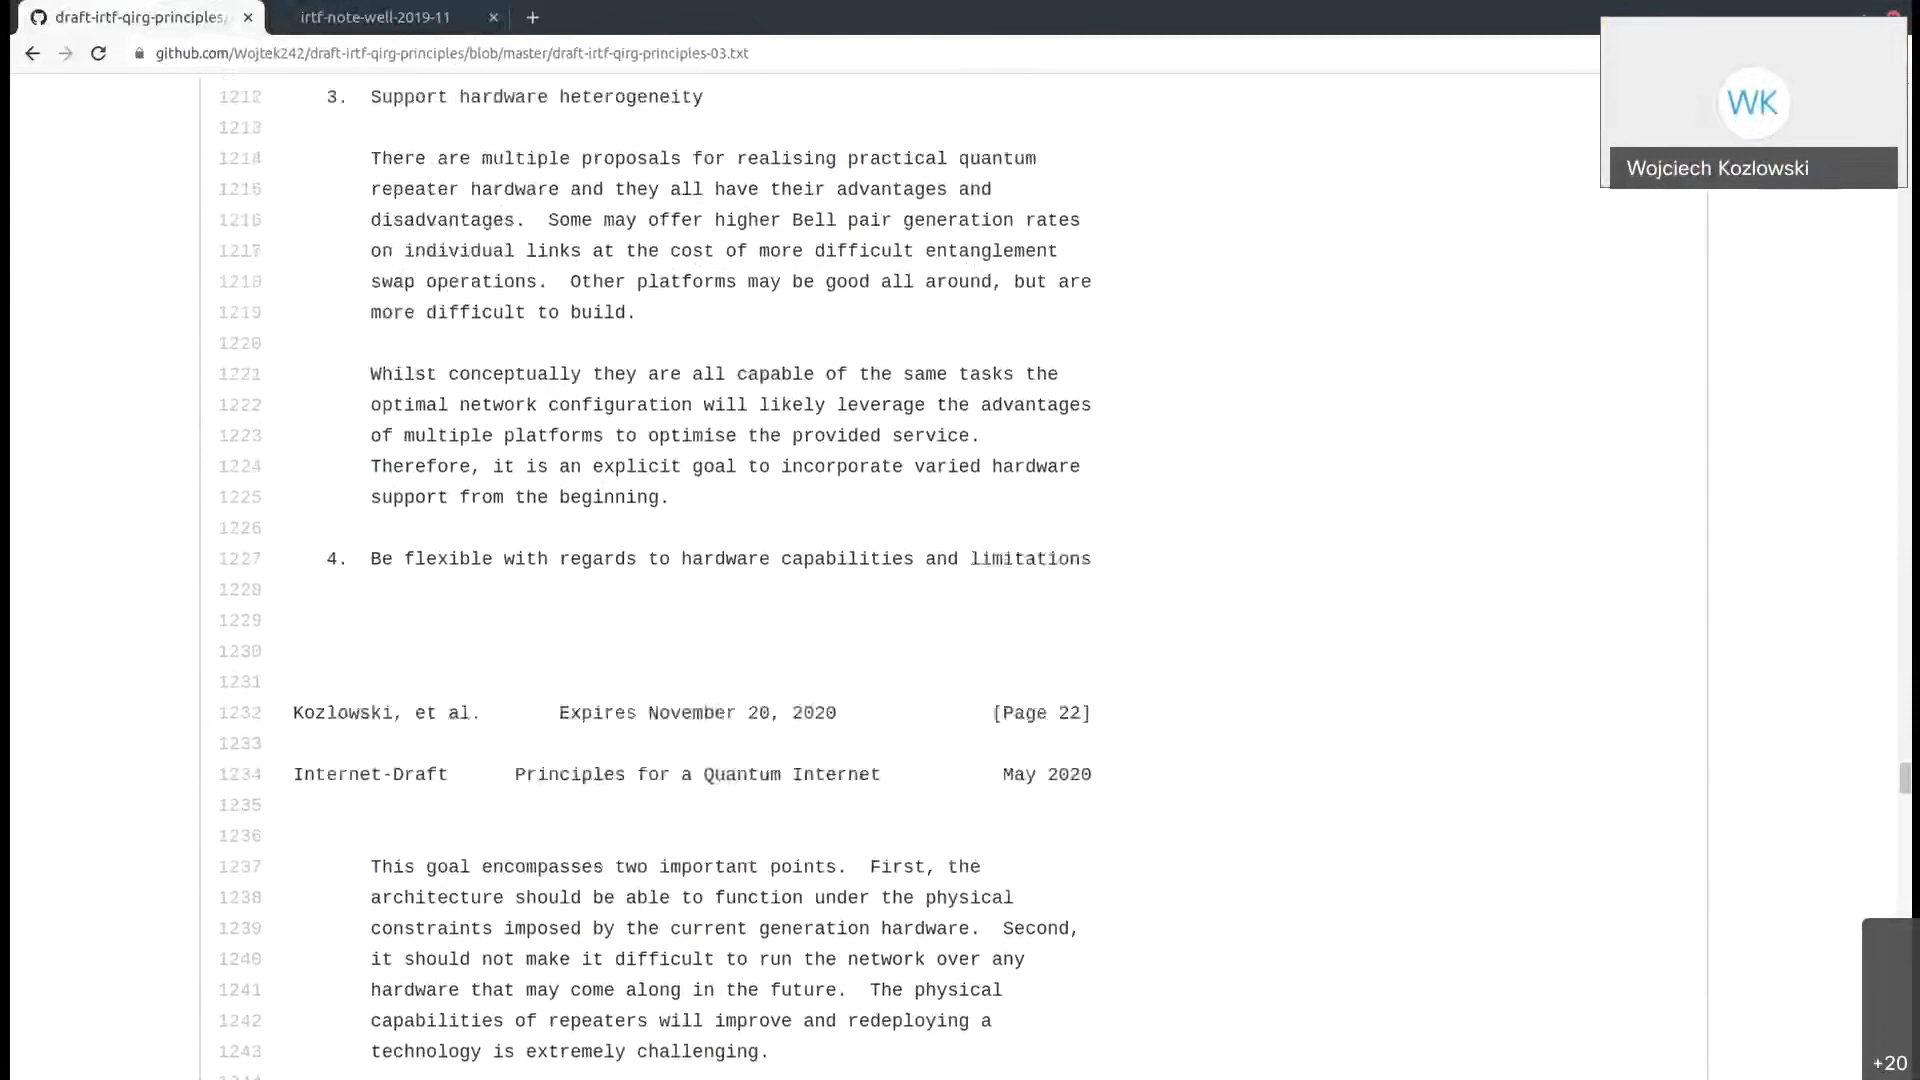 draft-irtf-qirg-principles
irtf-note-well-2019-11
github.com/Wojtek242/draft-irtf-qirg-principles/blob/master/draft-irtf-qirg-principles-03.txt
WK
Wojciech Kozlowski
1212 3. Support hardware heterogeneity
1213
1214 There are multiple proposals for realising practical quantum
1215 repeater hardware and they all have their advantages and
1216 disadvantages. Some may offer higher Bell pair generation rates
1217 on individual links at the cost of more difficult entanglement
1218 swap operations. Other platforms may be good all around, but are
1219 more difficult to build.
1220
1221 Whilst conceptually they are all capable of the same tasks the
1222 optimal network configuration will likely leverage the advantages
1223 of multiple platforms to optimise the provided service.
1224 Therefore, it is an explicit goal to incorporate varied hardware
1225 support from the beginning.
1226
1227 4. Be flexible with regards to hardware capabilities and limitations
1228
1229
1230
1231
1232 Kozlowski, et al. Expires November 20, 2020 [Page 22]
1233
1234 Internet-Draft Principles for a Quantum Internet May 2020
1235
1236
1237 This goal encompasses two important points. First, the
1238 architecture should be able to function under the physical
1239 constraints imposed by the current generation hardware. Second,
1240 it should not make it difficult to run the network over any
1241 hardware that may come along in the future. The physical
1242 capabilities of repeaters will improve and redeploying a
1243 technology is extremely challenging.
+20